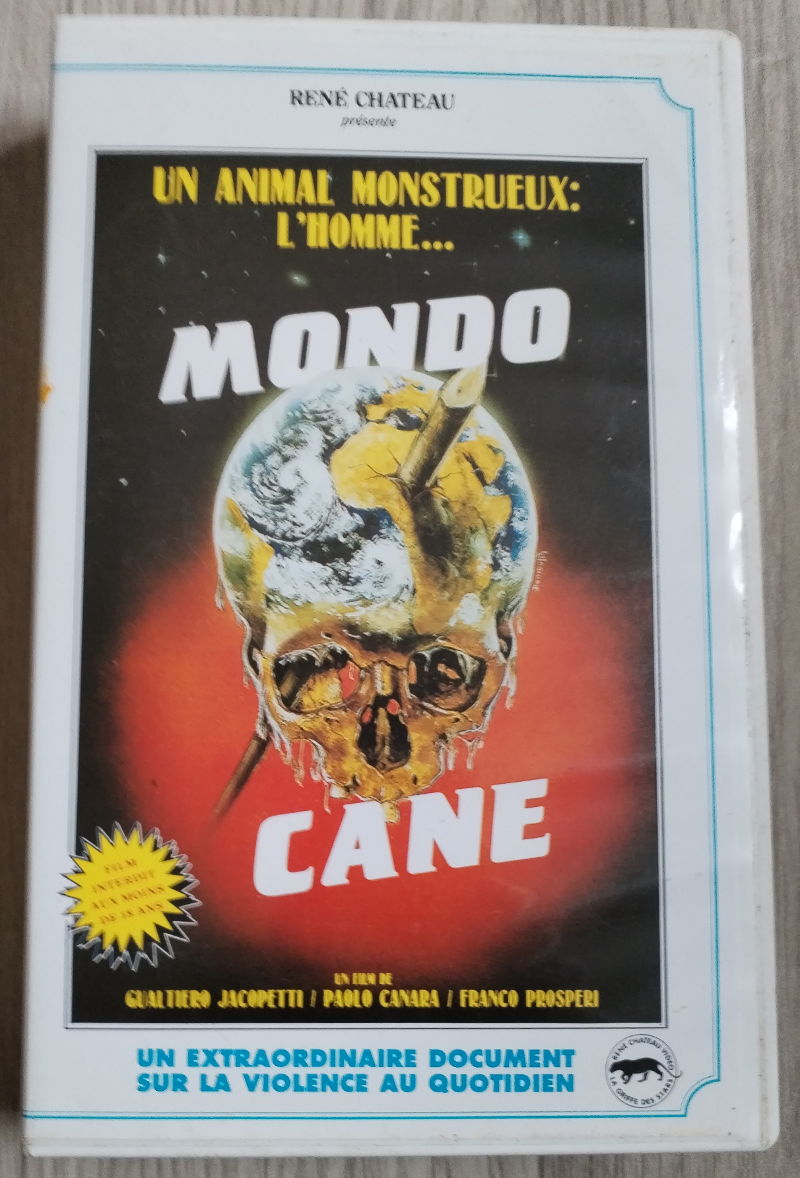 RENÉ CHATEAU
présente
UN ANIMAL MONSTRUEUX:
L'HOMME...
MONDO
CANE
FILM
INTERDIT
AUX MOINS
DE 18 ANS
UN FILM DE
GUALTIERO JACOPETTI / PAOLO CANARA / FRANCO PROSPERI
UN EXTRAORDINAIRE DOCUMENT
SUR LA VIOLENCE AU QUOTIDIEN
RENÉ CHATEAU VIDEO
LA GRIFFE DES STARS